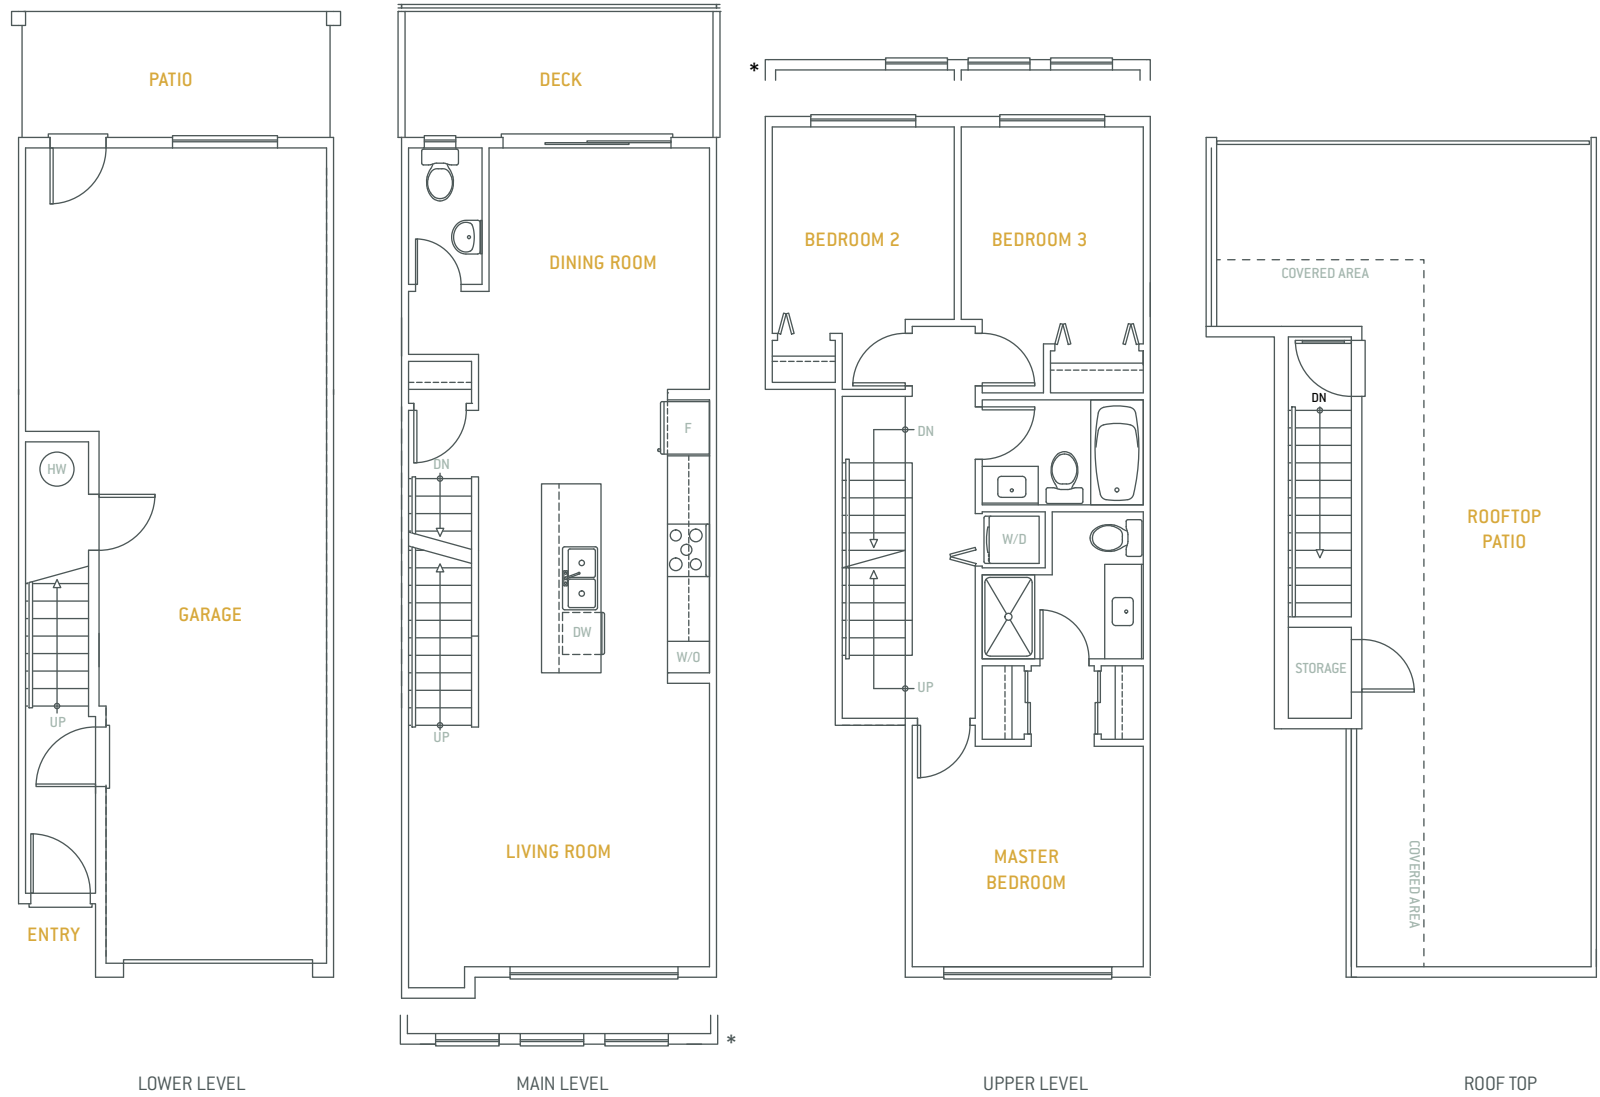 PATIO
HW
GARAGE
UP
ENTRY
LOWER LEVEL
DECK
DINING ROOM
F
DN
DW
W/O
UP
LIVING ROOM
*
MAIN LEVEL
*
BEDROOM 2
BEDROOM 3
DN
W/D
UP
MASTER
BEDROOM
UPPER LEVEL
COVERED AREA
DN
ROOFTOP
PATIO
STORAGE
COVERED AREA
ROOF TOP